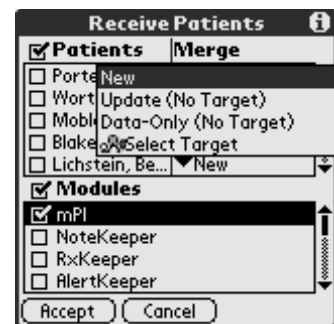 Receive Patients
Patients Merge
Porte New
Wort Update (No Target)
Mobl Data-Only (No Target)
Blake Select Target
Lichstein, Be... New
Modules
mPI
NoteKeeper
RxKeeper
AlertKeeper
Accept Cancel